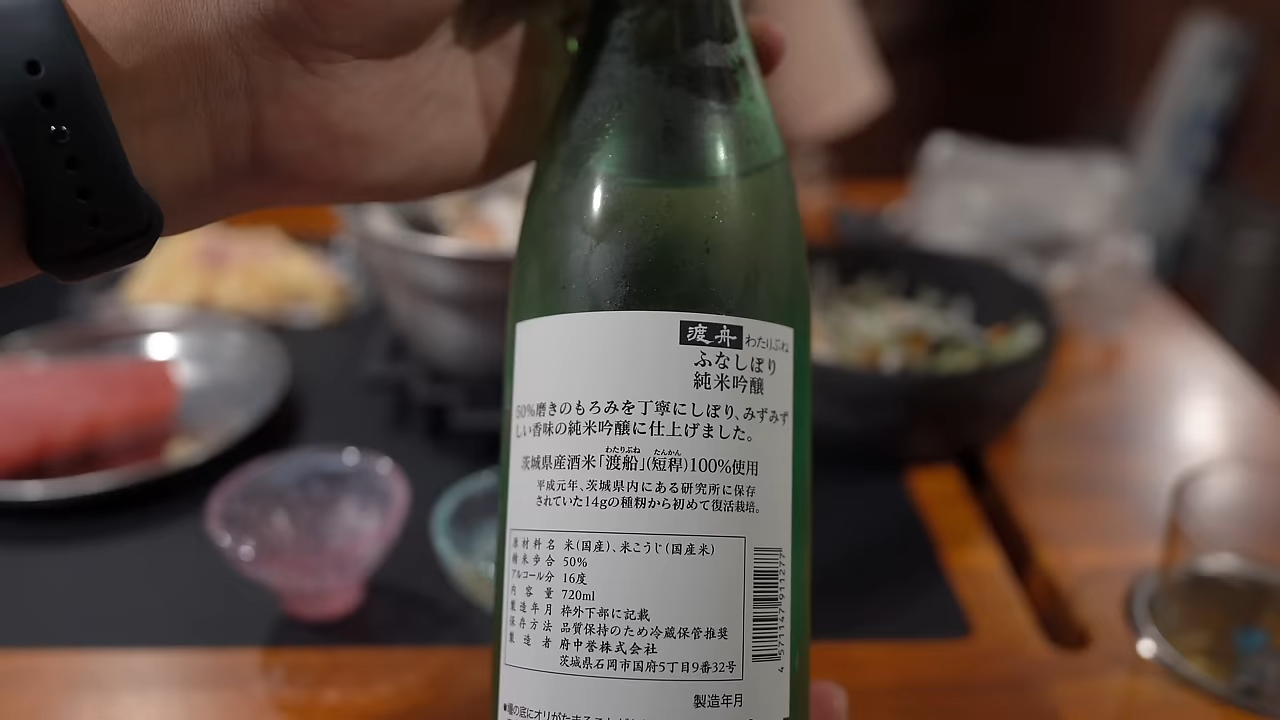 渡舟 わたりぶね
ふなしぼり
純米吟醸
50%磨きのもろみを丁寧にしぼり、みずみず
しい香味の純米吟醸に仕上げました。
わたりぶね たんかん
茨城県産酒米「渡船」(短稈)100%使用
平成元年、茨城県内にある研究所に保存
されていた14gの種籾から初めて復活栽培。
原材料名 米(国産)、米こうじ(国産米)
精米歩合 50%
アルコール分 16度
内容量 720ml
製造年月 枠外下部に記載
保存方法 品質保持のため冷蔵保管推奨
製造者 府中誉株式会社
茨城県石岡市国府5丁目9番32号
4 571147 911277
製造年月